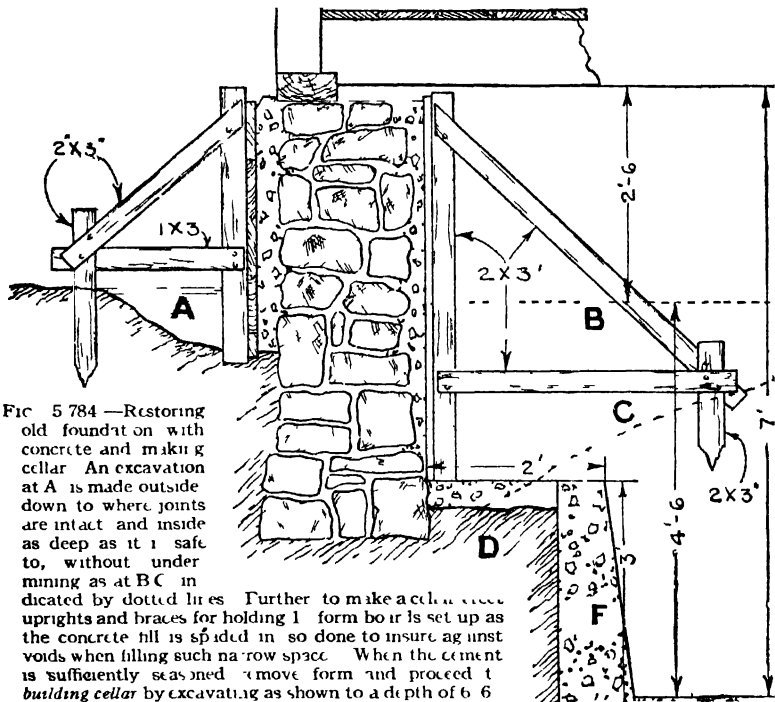 2'-6
2"X3"
1X3
A
2X3'
B
C
7'
2'
2X3"
4'-6
3'
D
F
FIG 5 784 —Restoring
old foundation with
concrete and making
cellar An excavation
at A is made outside
down to where joints
are intact and inside
as deep as it i safe
to, without under
mining as at B C in
dicated by dotted lines Further to make a
uprights and braces for holding 1 form boards is set up as
the concrete fill is spaded in so done to insure against
voids when filling such narrow space When the cement
is sufficiently seasoned remove form and proceed t
building cellar by excavating as shown to a depth of 6 6